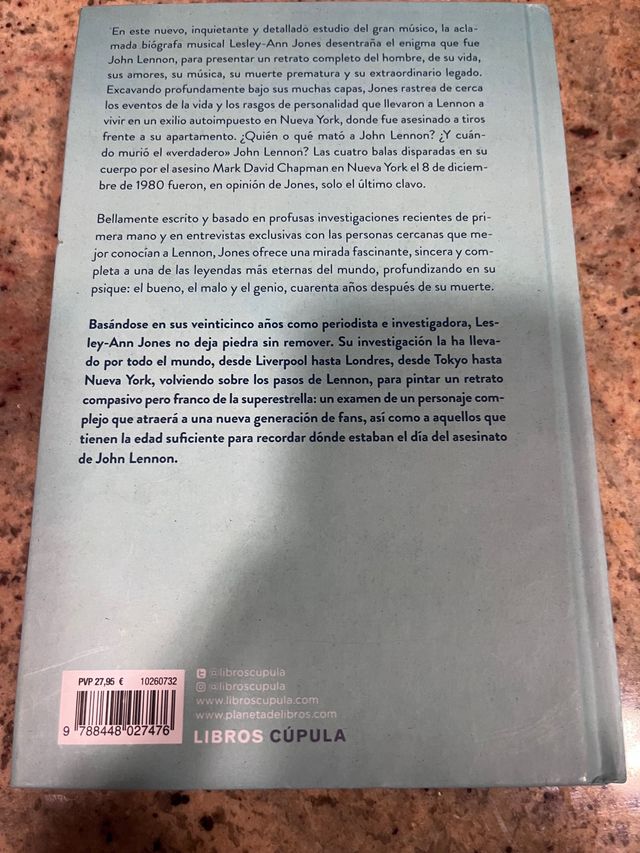 En este nuevo, inquietante y detallado estudio del gran músico, la acla-
mada biógrafa musical Lesley-Ann Jones desentraña el enigma que fue
John Lennon, para presentar un retrato completo del hombre, de su vida,
sus amores, su música, su muerte prematura y su extraordinario legado.
Excavando profundamente bajo sus muchas capas, Jones rastrea de cerca
los eventos de la vida y los rasgos de personalidad que llevaron a Lennon a
vivir en un exilio autoimpuesto en Nueva York, donde fue asesinado a tiros
frente a su apartamento. ¿Quién o qué mató a John Lennon? ¿Y cuán-
do murió el «verdadero» John Lennon? Las cuatro balas disparadas en su
cuerpo por el asesino Mark David Chapman en Nueva York el 8 de diciem-
bre de 1980 fueron, en opinión de Jones, solo el último clavo.
Bellamente escrito y basado en profusas investigaciones recientes de pri-
mera mano y en entrevistas exclusivas con las personas cercanas que me-
jor conocían a Lennon, Jones ofrece una mirada fascinante, sincera y com-
pleta a una de las leyendas más eternas del mundo, profundizando en su
psique: el bueno, el malo y el genio, cuarenta años después de su muerte.
Basándose en sus veinticinco años como periodista e investigadora, Les-
ley-Ann Jones no deja piedra sin remover. Su investigación la ha lleva-
do por todo el mundo, desde Liverpool hasta Londres, desde Tokyo hasta
Nueva York, volviendo sobre los pasos de Lennon, para pintar un retrato
compasivo pero franco de la superestrella: un examen de un personaje com-
plejo que atraerá a una nueva generación de fans, así como a aquellos que
tienen la edad suficiente para recordar dónde estaban el día del asesinato
de John Lennon.
PVP 27,95 € 10260732
9 788448 027476
@libroscupula
@libroscupula
www.libroscupula.com
www.planetadelibros.com
LIBROS CÚPULA